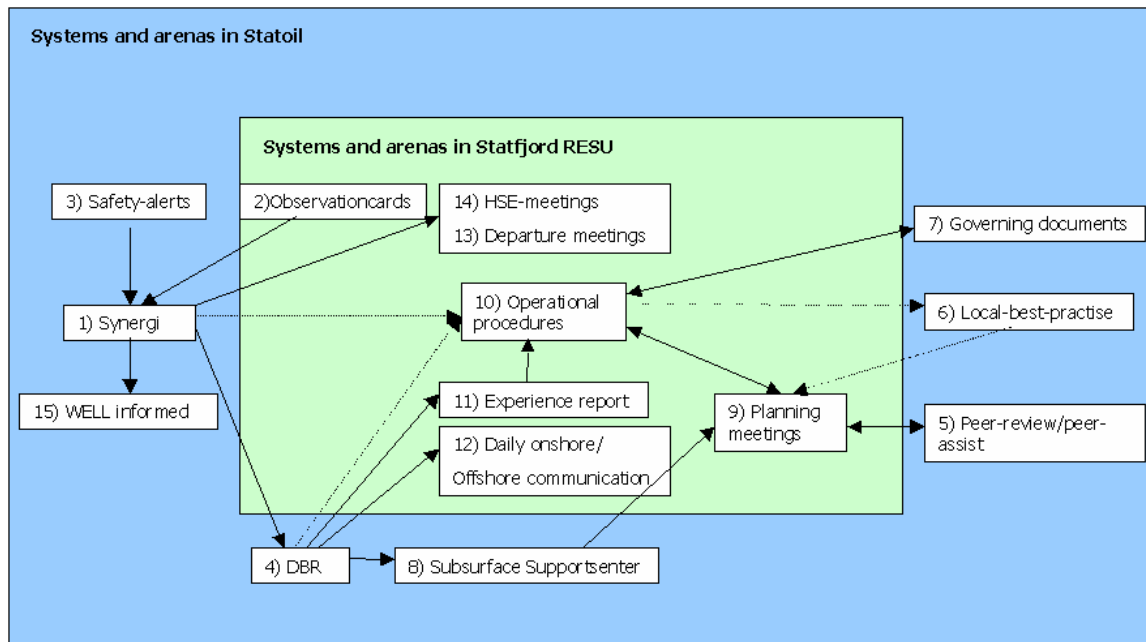 Systems and arenas in Statoil
Systems and arenas in Statfjord RESU
3) Safety-alerts
2)Observationcards
14) HSE-meetings
13) Departure meetings
7) Governing documents
10) Operational
procedures
6) Local-best-practise
1) Synergi
15) WELL informed
11) Experience report
9) Planning
meetings
5) Peer-review/peer-
assist
12) Daily onshore/
Offshore communication
4) DBR
8) Subsurface Supportsenter